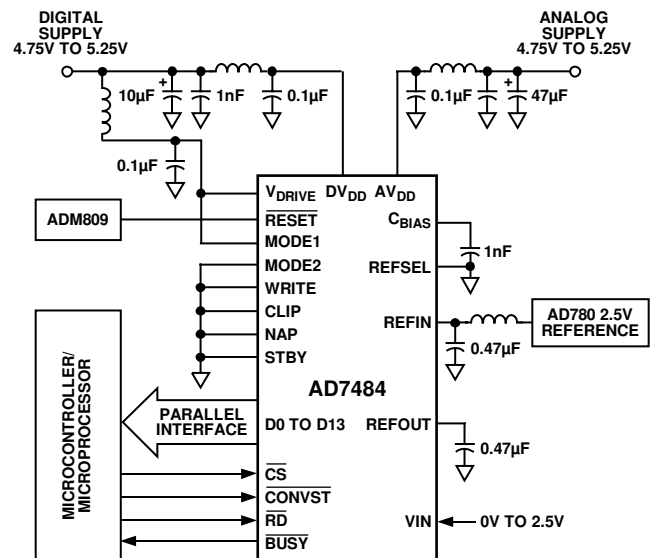 DIGITAL
SUPPLY
4.75V TO 5.25V
ANALOG
SUPPLY
4.75V TO 5.25V
10µF
+
1nF
0.1µF
0.1µF
+
47µF
0.1µF
VDRIVE
DVDD
AVDD
ADM809
RESET
CBIAS
MODE1
1nF
MODE2
REFSEL
WRITE
CLIP
REFIN
AD780 2.5V
REFERENCE
NAP
0.47µF
STBY
AD7484
MICROCONTROLLER/
MICROPROCESSOR
PARALLEL
INTERFACE
D0 TO D13
REFOUT
0.47µF
CS
CONVST
RD
VIN
0V TO 2.5V
BUSY